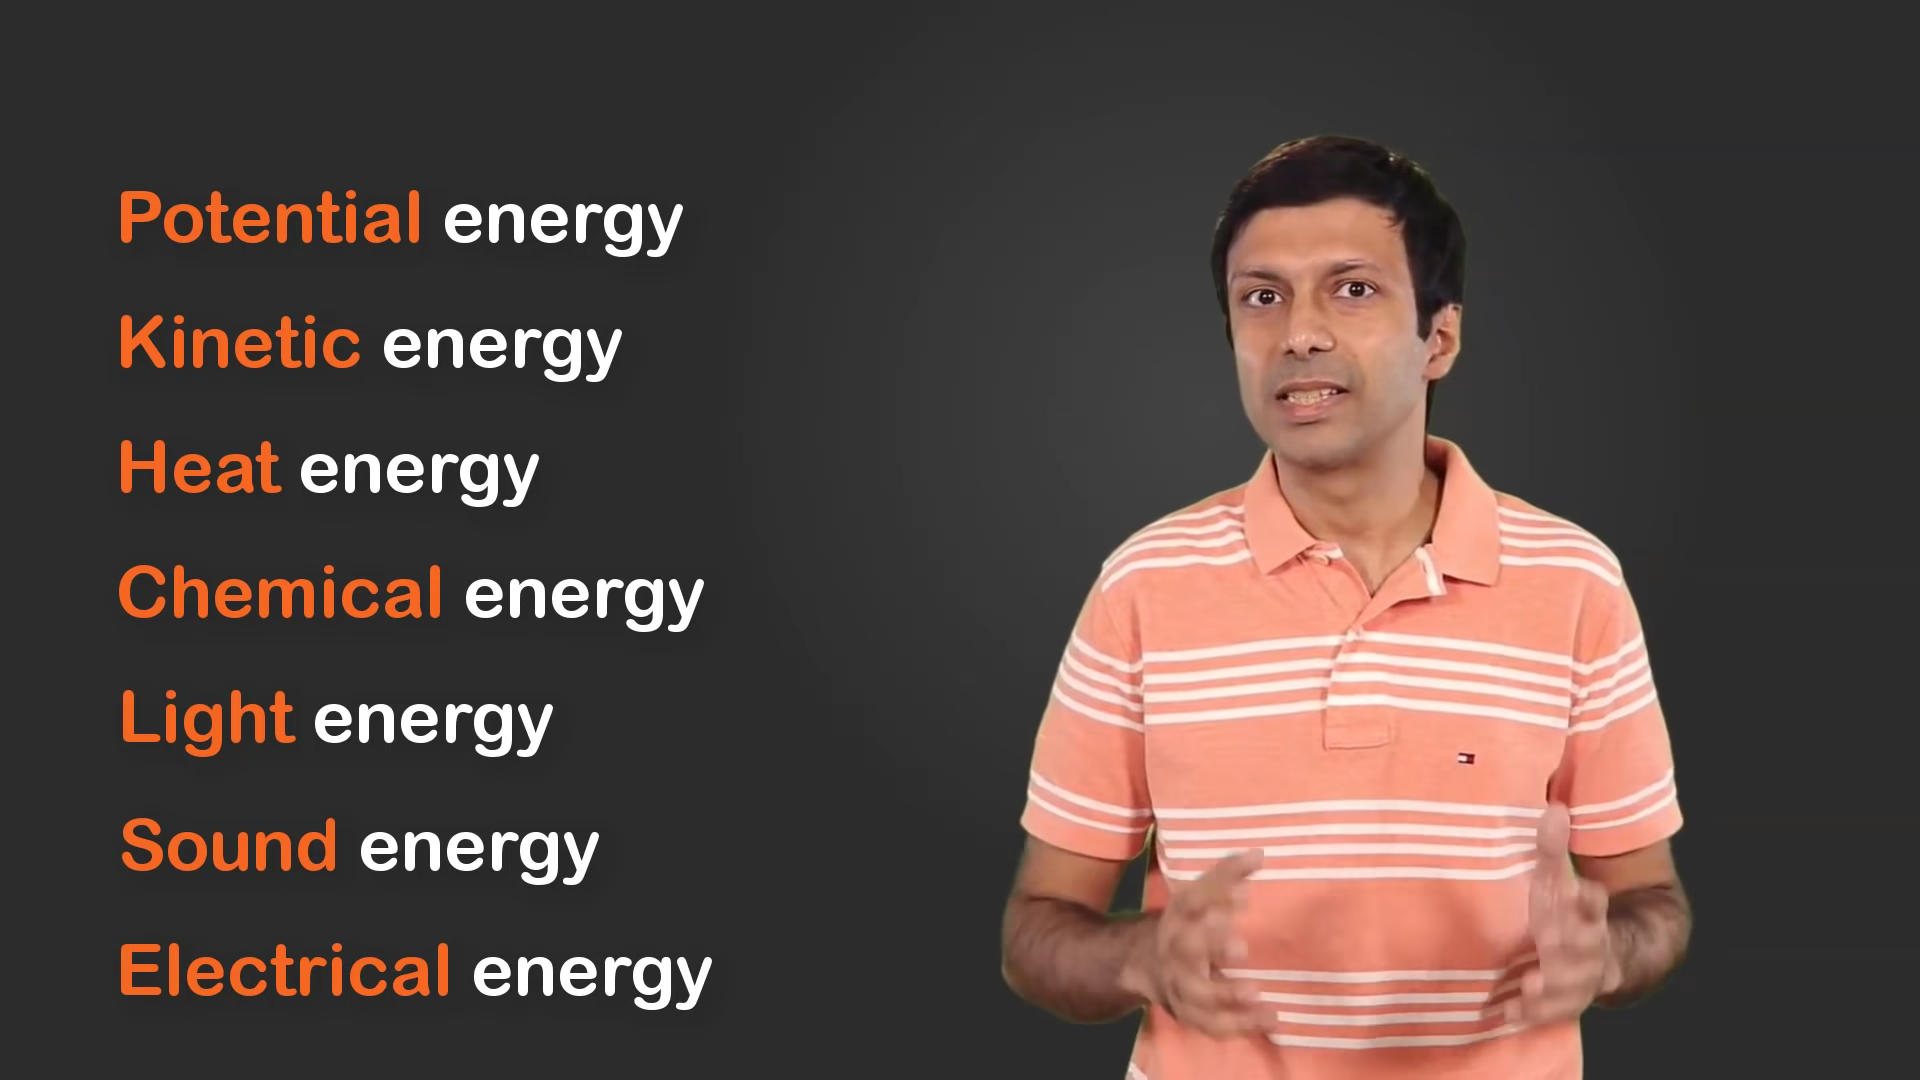 Potential energy
Kinetic energy
Heat energy
Chemical energy
Light energy
Sound energy
Electrical energy